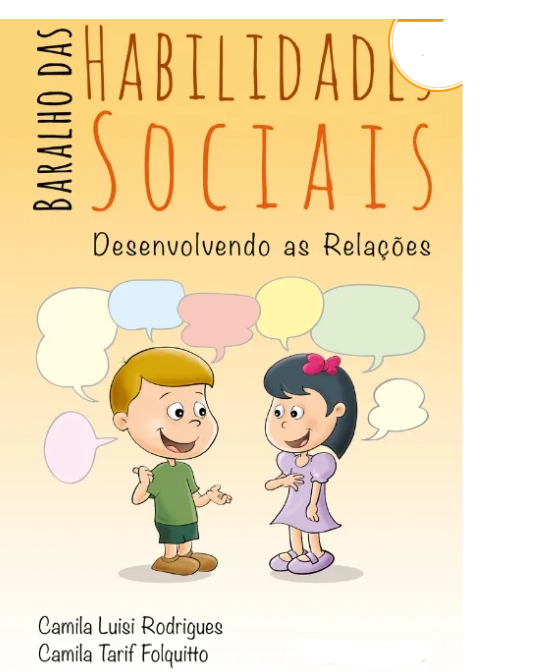 BARALHO DAS
HABILIDADES
SOCIAIS
Desenvolvendo as Relações
Camila Luisi Rodrigues
Camila Tarif Folquitto